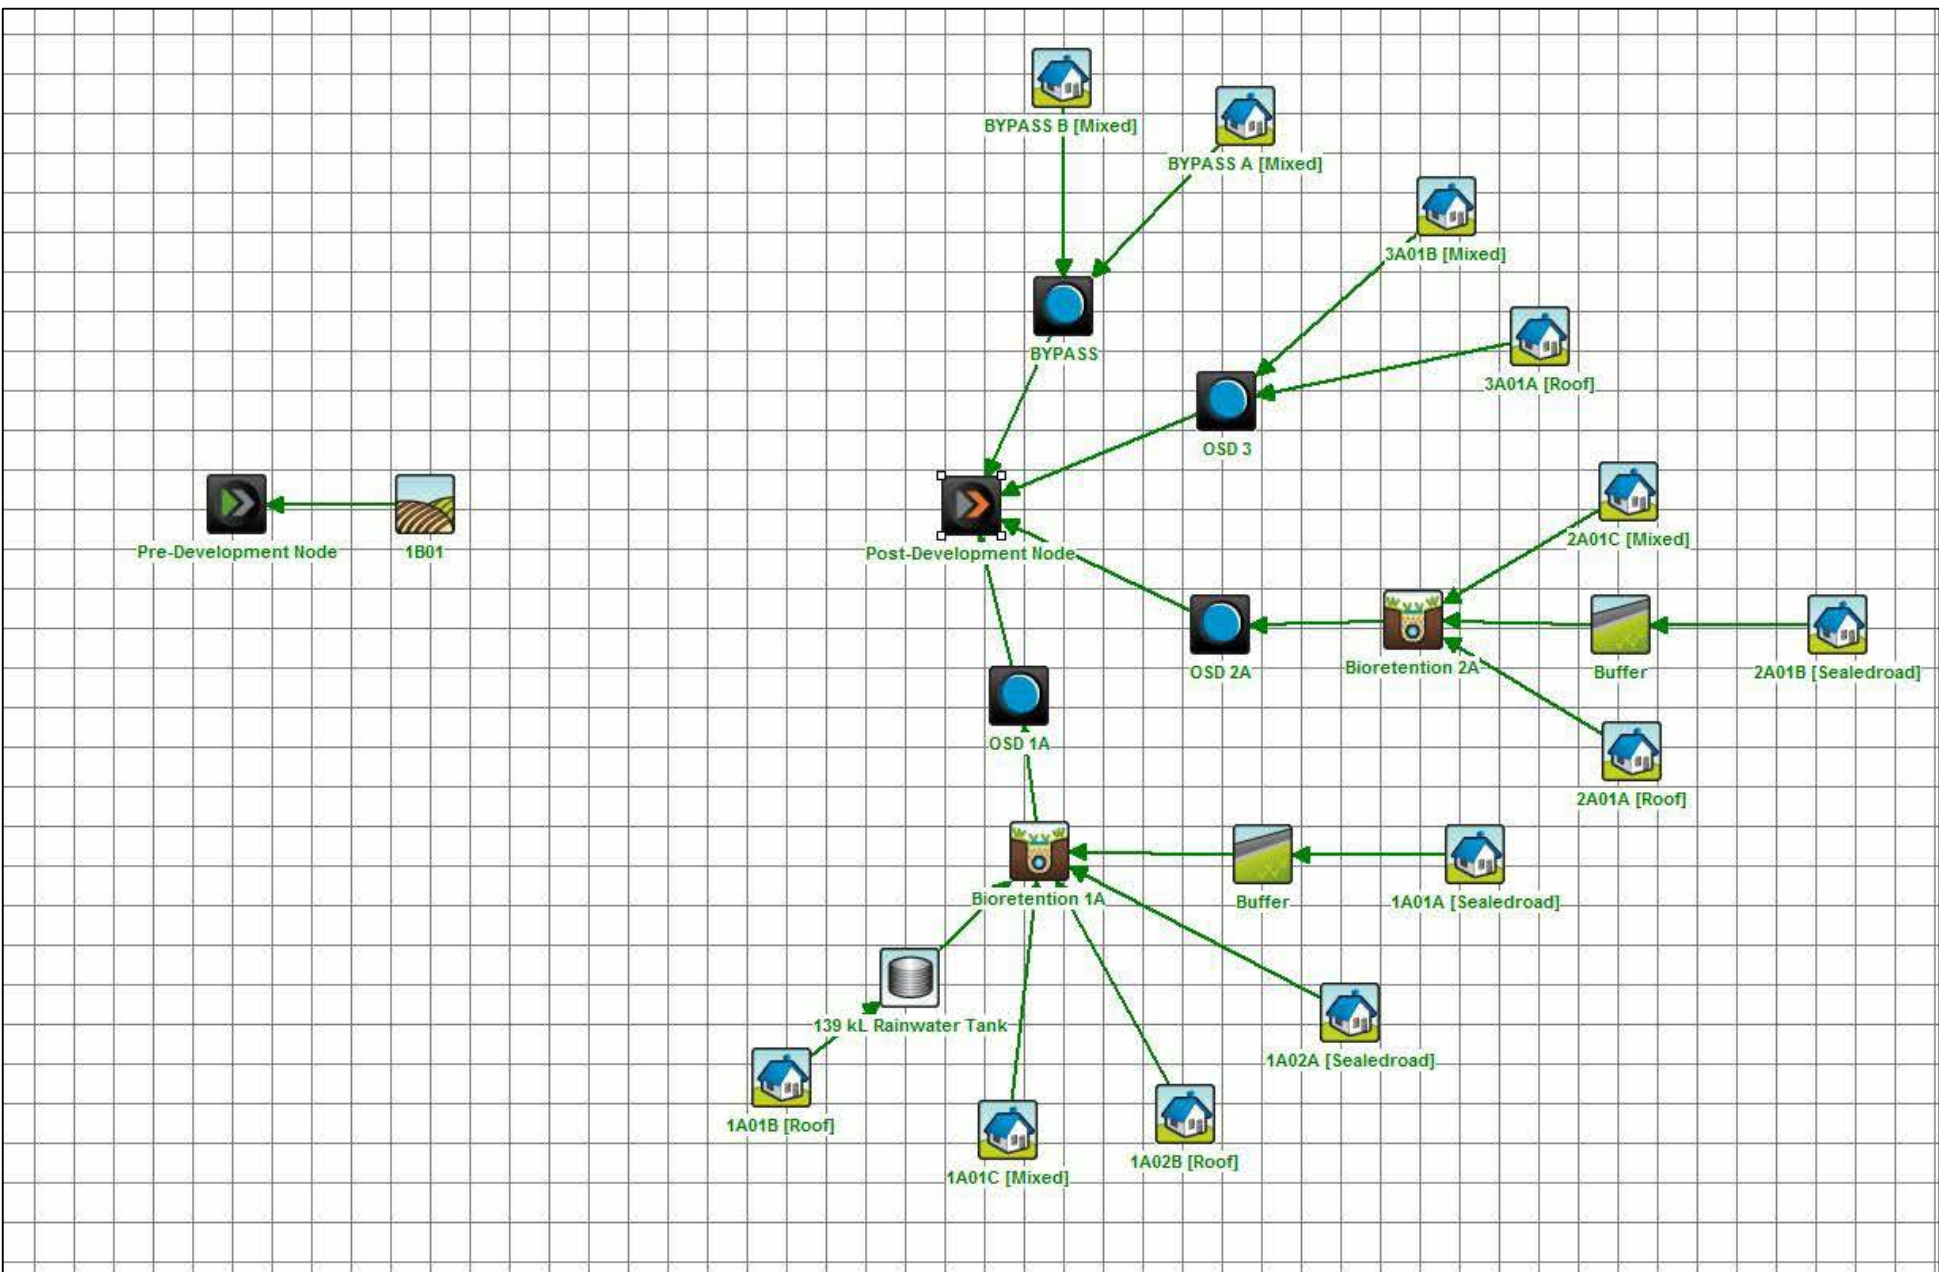 BYPASS B [Mixed]
BYPASS A [Mixed]
3A01B [Mixed]
BYPASS
3A01A [Roof]
OSD 3
2A01C [Mixed]
Pre-Development Node
1B01
Post-Development Node
Bioretention 2A
OSD 2A
Buffer
2A01B [Sealedroad]
OSD 1A
2A01A [Roof]
Bioretention 1A
Buffer
1A01A [Sealedroad]
139 kL Rainwater Tank
1A02A [Sealedroad]
1A01B [Roof]
1A02B [Roof]
1A01C [Mixed]